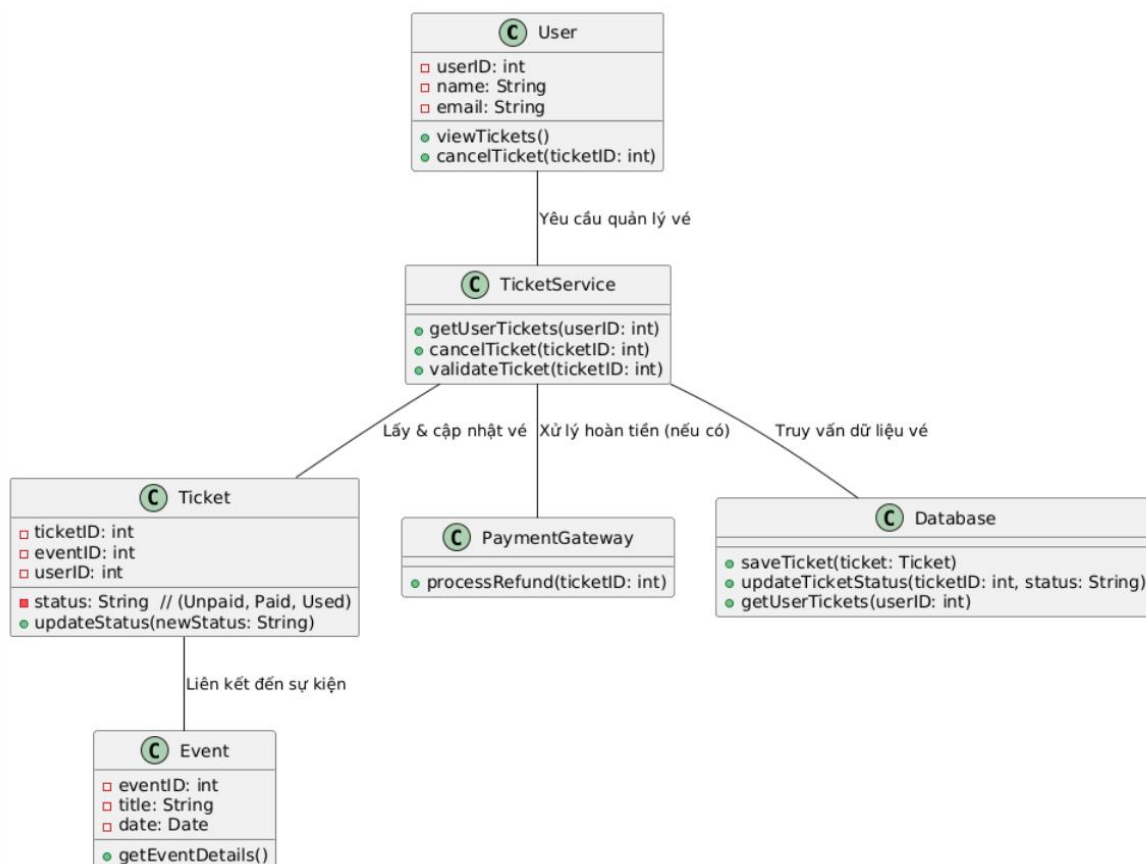 C User
userID: int
name: String
email: String
viewTickets()
cancelTicket(ticketID: int)
Yêu cầu quản lý vé
C TicketService
getUserTickets(userID: int)
cancelTicket(ticketID: int)
validateTicket(ticketID: int)
Lấy & cập nhật vé
Xử lý hoàn tiền (nếu có)
Truy vấn dữ liệu vé
C Ticket
ticketID: int
eventID: int
userID: int
status: String // (Unpaid, Paid, Used)
updateStatus(newStatus: String)
C PaymentGateway
processRefund(ticketID: int)
C Database
saveTicket(ticket: Ticket)
updateTicketStatus(ticketID: int, status: String)
getUserTickets(userID: int)
Liên kết đến sự kiện
C Event
eventID: int
title: String
date: Date
getEventDetails()